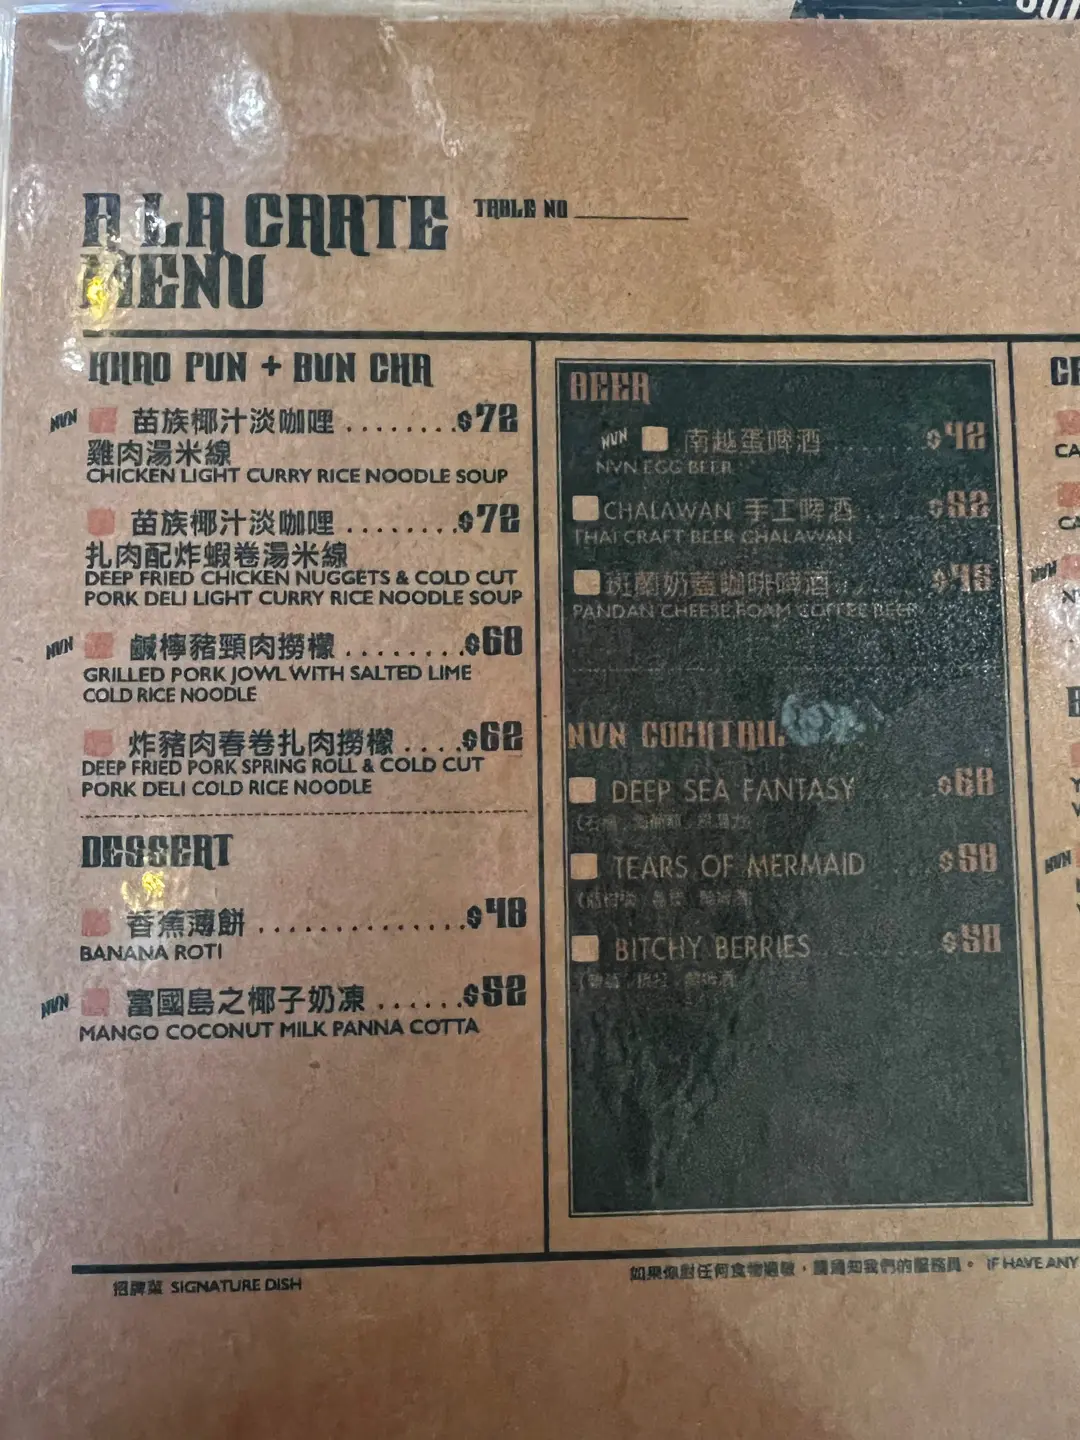 A LA CARTE
MENU
TABLE NO
KHAO PUN + BUN CHA
NVN 苗族椰汁淡咖哩 ........$72
雞肉湯米線
CHICKEN LIGHT CURRY RICE NOODLE SOUP
苗族椰汁淡咖哩 ........$72
扎肉配炸蝦卷湯米線
DEEP FRIED CHICKEN NUGGETS & COLD CUT
PORK DELI LIGHT CURRY RICE NOODLE SOUP
NVN 鹹檸豬頸肉撈檬 ........$68
GRILLED PORK JOWL WITH SALTED LIME
COLD RICE NOODLE
炸豬肉春卷扎肉撈檬 ....$62
DEEP FRIED PORK SPRING ROLL & COLD CUT
PORK DELI COLD RICE NOODLE
DESSERT
香蕉薄餅 ..............$48
BANANA ROTI
NVN 富國島之椰子奶凍 ......$52
MANGO COCONUT MILK PANNA COTTA
BEER
NVN 南越蛋啤酒 ........ $42
NVN EGG BEER
CHALAWAN 手工啤酒 .... $52
THAI CRAFT BEER CHALAWAN
斑蘭奶蓋咖啡啤酒 ..... $48
PANDAN CHEESE FOAM COFFEE BEER
NVN COCKTAIL
DEEP SEA FANTASY .... $68
TEARS OF MERMAID .... $58
BITCHY BERRIES ........ $58
招牌菜 SIGNATURE DISH
如果你對任何食物過敏，請通知我們的服務員。 IF HAVE ANY